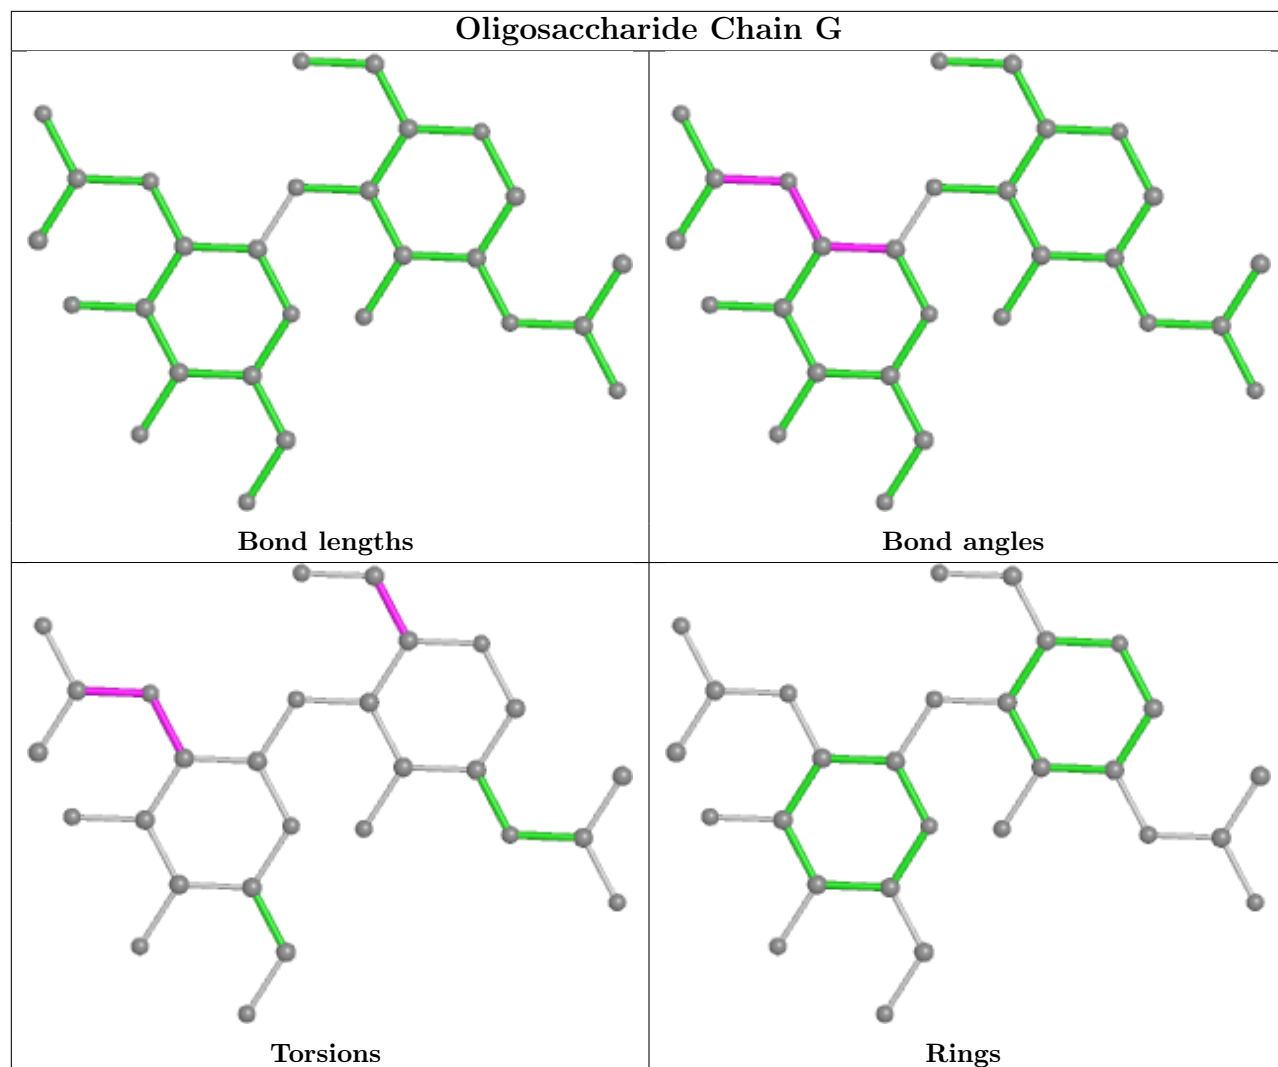 Oligosaccharide Chain G
Bond lengths
Bond angles
Torsions
Rings